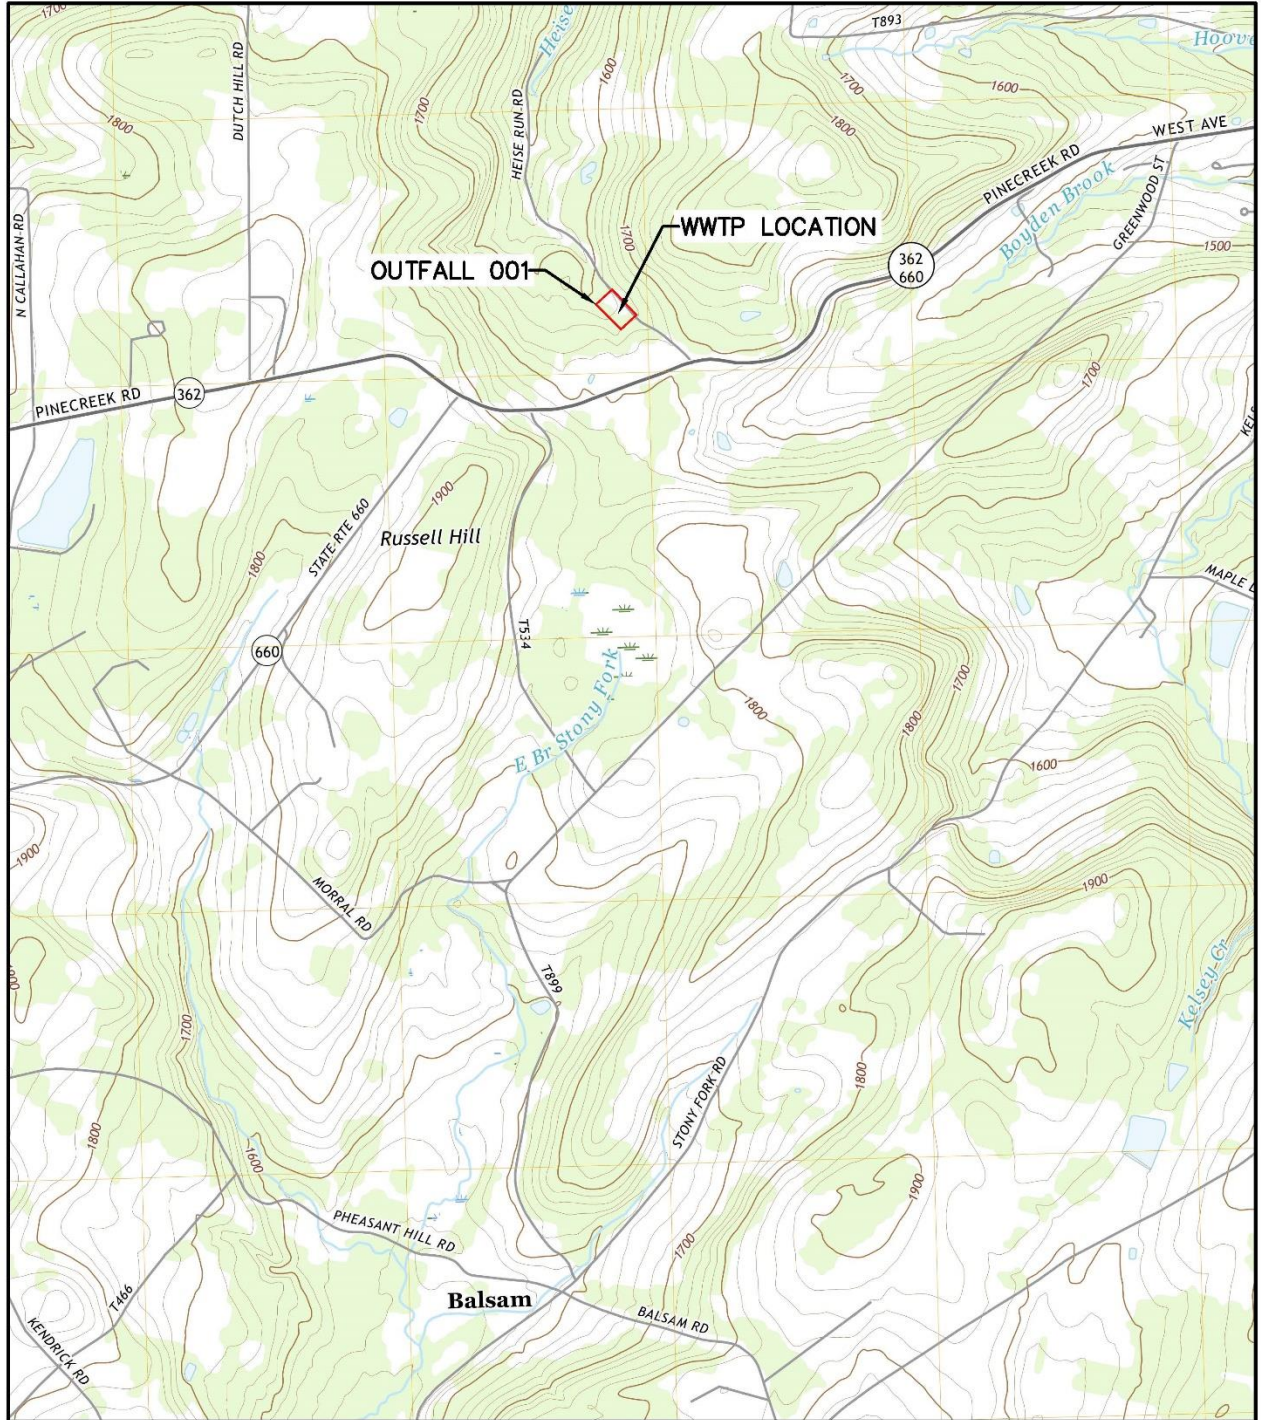 1700
T893
Heise
Hoove
1600
DUTCH HILL RD
1700
1700
1600
1800
1800
HEISE RUN RD
WEST AVE
PINECREEK RD
Boyden Brook
GREENWOOD ST
N CALLAHAN RD
1700
WWTP LOCATION
1500
OUTFALL 001
362
660
1700
PINECREEK RD
362
KELS
1900
Russell Hill
STATE RTE 660
1800
MAPLE
T534
660
1700
E Br Stony Fork
1800
1800
1600
1900
MORRAL RD
1900
T899
Kelsey Cr
1700
STONY FORK RD
1800
1800
1600
1900
PHEASANT HILL RD
1700
T466
Balsam
BALSAM RD
KENDRICK RD